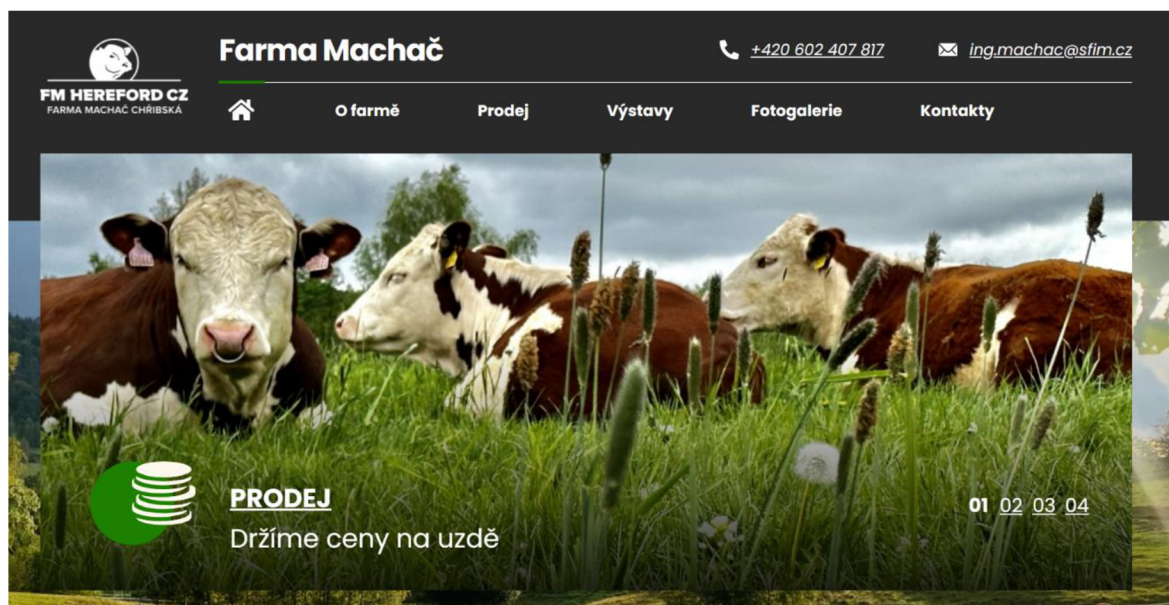 FM HEREFORD CZ
FARMA MACHAČ CHŘIBSKÁ
Farma Machač
+420 602 407 817
ing.machac@sfim.cz
O farmě
Prodej
Výstavy
Fotogalerie
Kontakty
PRODEJ
Držíme ceny na uzdě
01 02 03 04